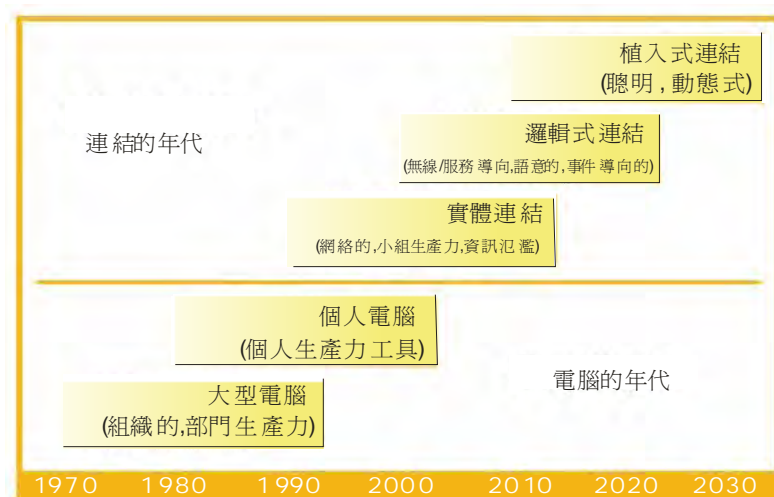 植入式連結
(聰明,動態式)
連結的年代
邏輯式連結
(無線/服務導向,語意的,事件導向的)
實體連結
(網絡的,小組生產力,資訊氾濫)
個人電腦
(個人生產力工具)
電腦的年代
大型電腦
(組織的,部門生產力)
1970 1980 1990 2000 2010 2020 2030